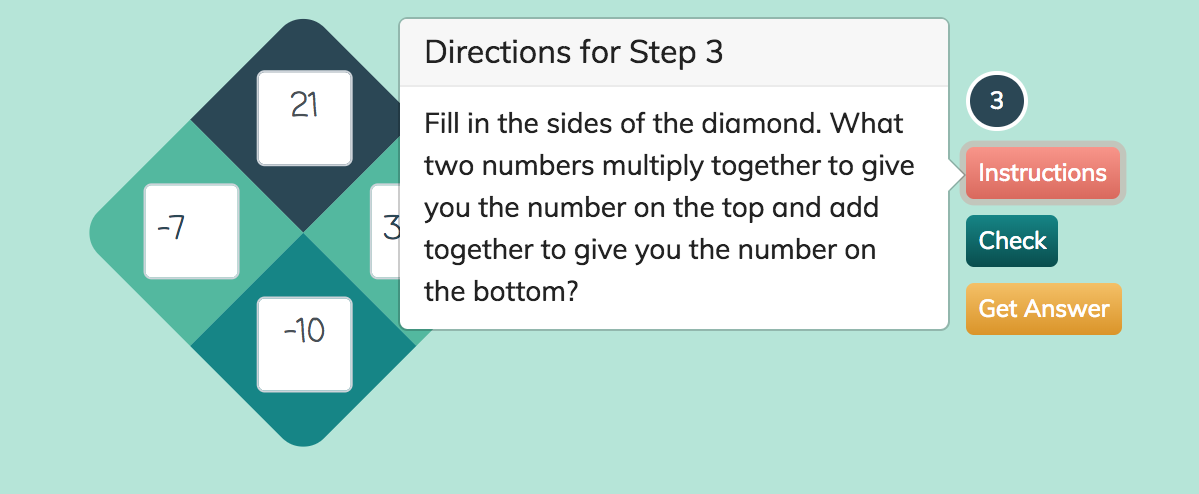 21
Directions for Step 3
3
Fill in the sides of the diamond. What
two numbers multiply together to give
you the number on the top and add
together to give you the number on
the bottom?
Instructions
-7
3
Check
-10
Get Answer